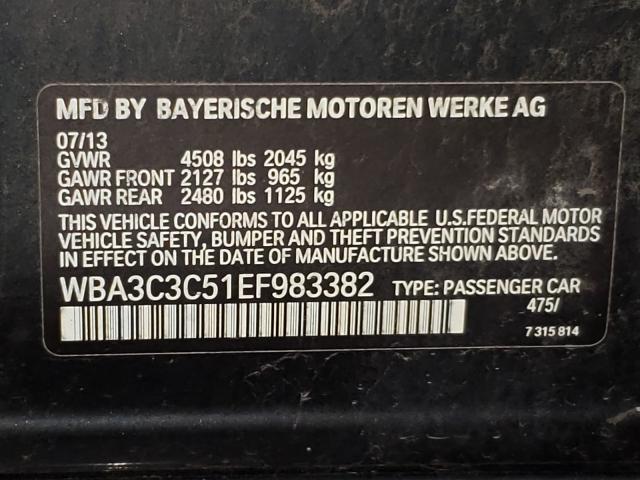 MFD BY BAYERISCHE MOTOREN WERKE AG
07/13
GVWR 4508 lbs 2045 kg
GAWR FRONT 2127 lbs 965 kg
GAWR REAR 2480 lbs 1125 kg
THIS VEHICLE CONFORMS TO ALL APPLICABLE U.S.FEDERAL MOTOR
VEHICLE SAFETY, BUMPER AND THEFT PREVENTION STANDARDS
IN EFFECT ON THE DATE OF MANUFACTURE SHOWN ABOVE.
WBA3C3C51EF983382 TYPE: PASSENGER CAR
475/
7 315 814